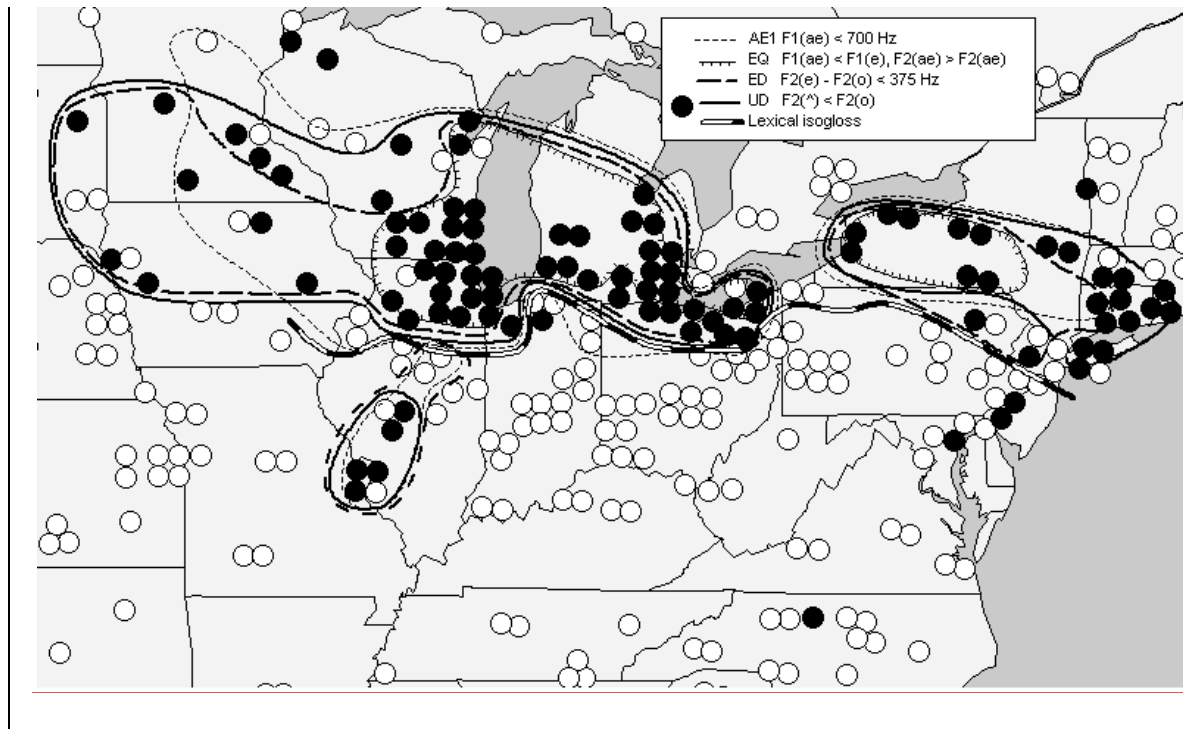 AE1 F1(ae) < 700 Hz
EQ F1(ae) < F1(e), F2(ae) > F2(ae)
ED F2(e) - F2(o) < 375 Hz
UD F2(^) < F2(o)
Lexical isogloss